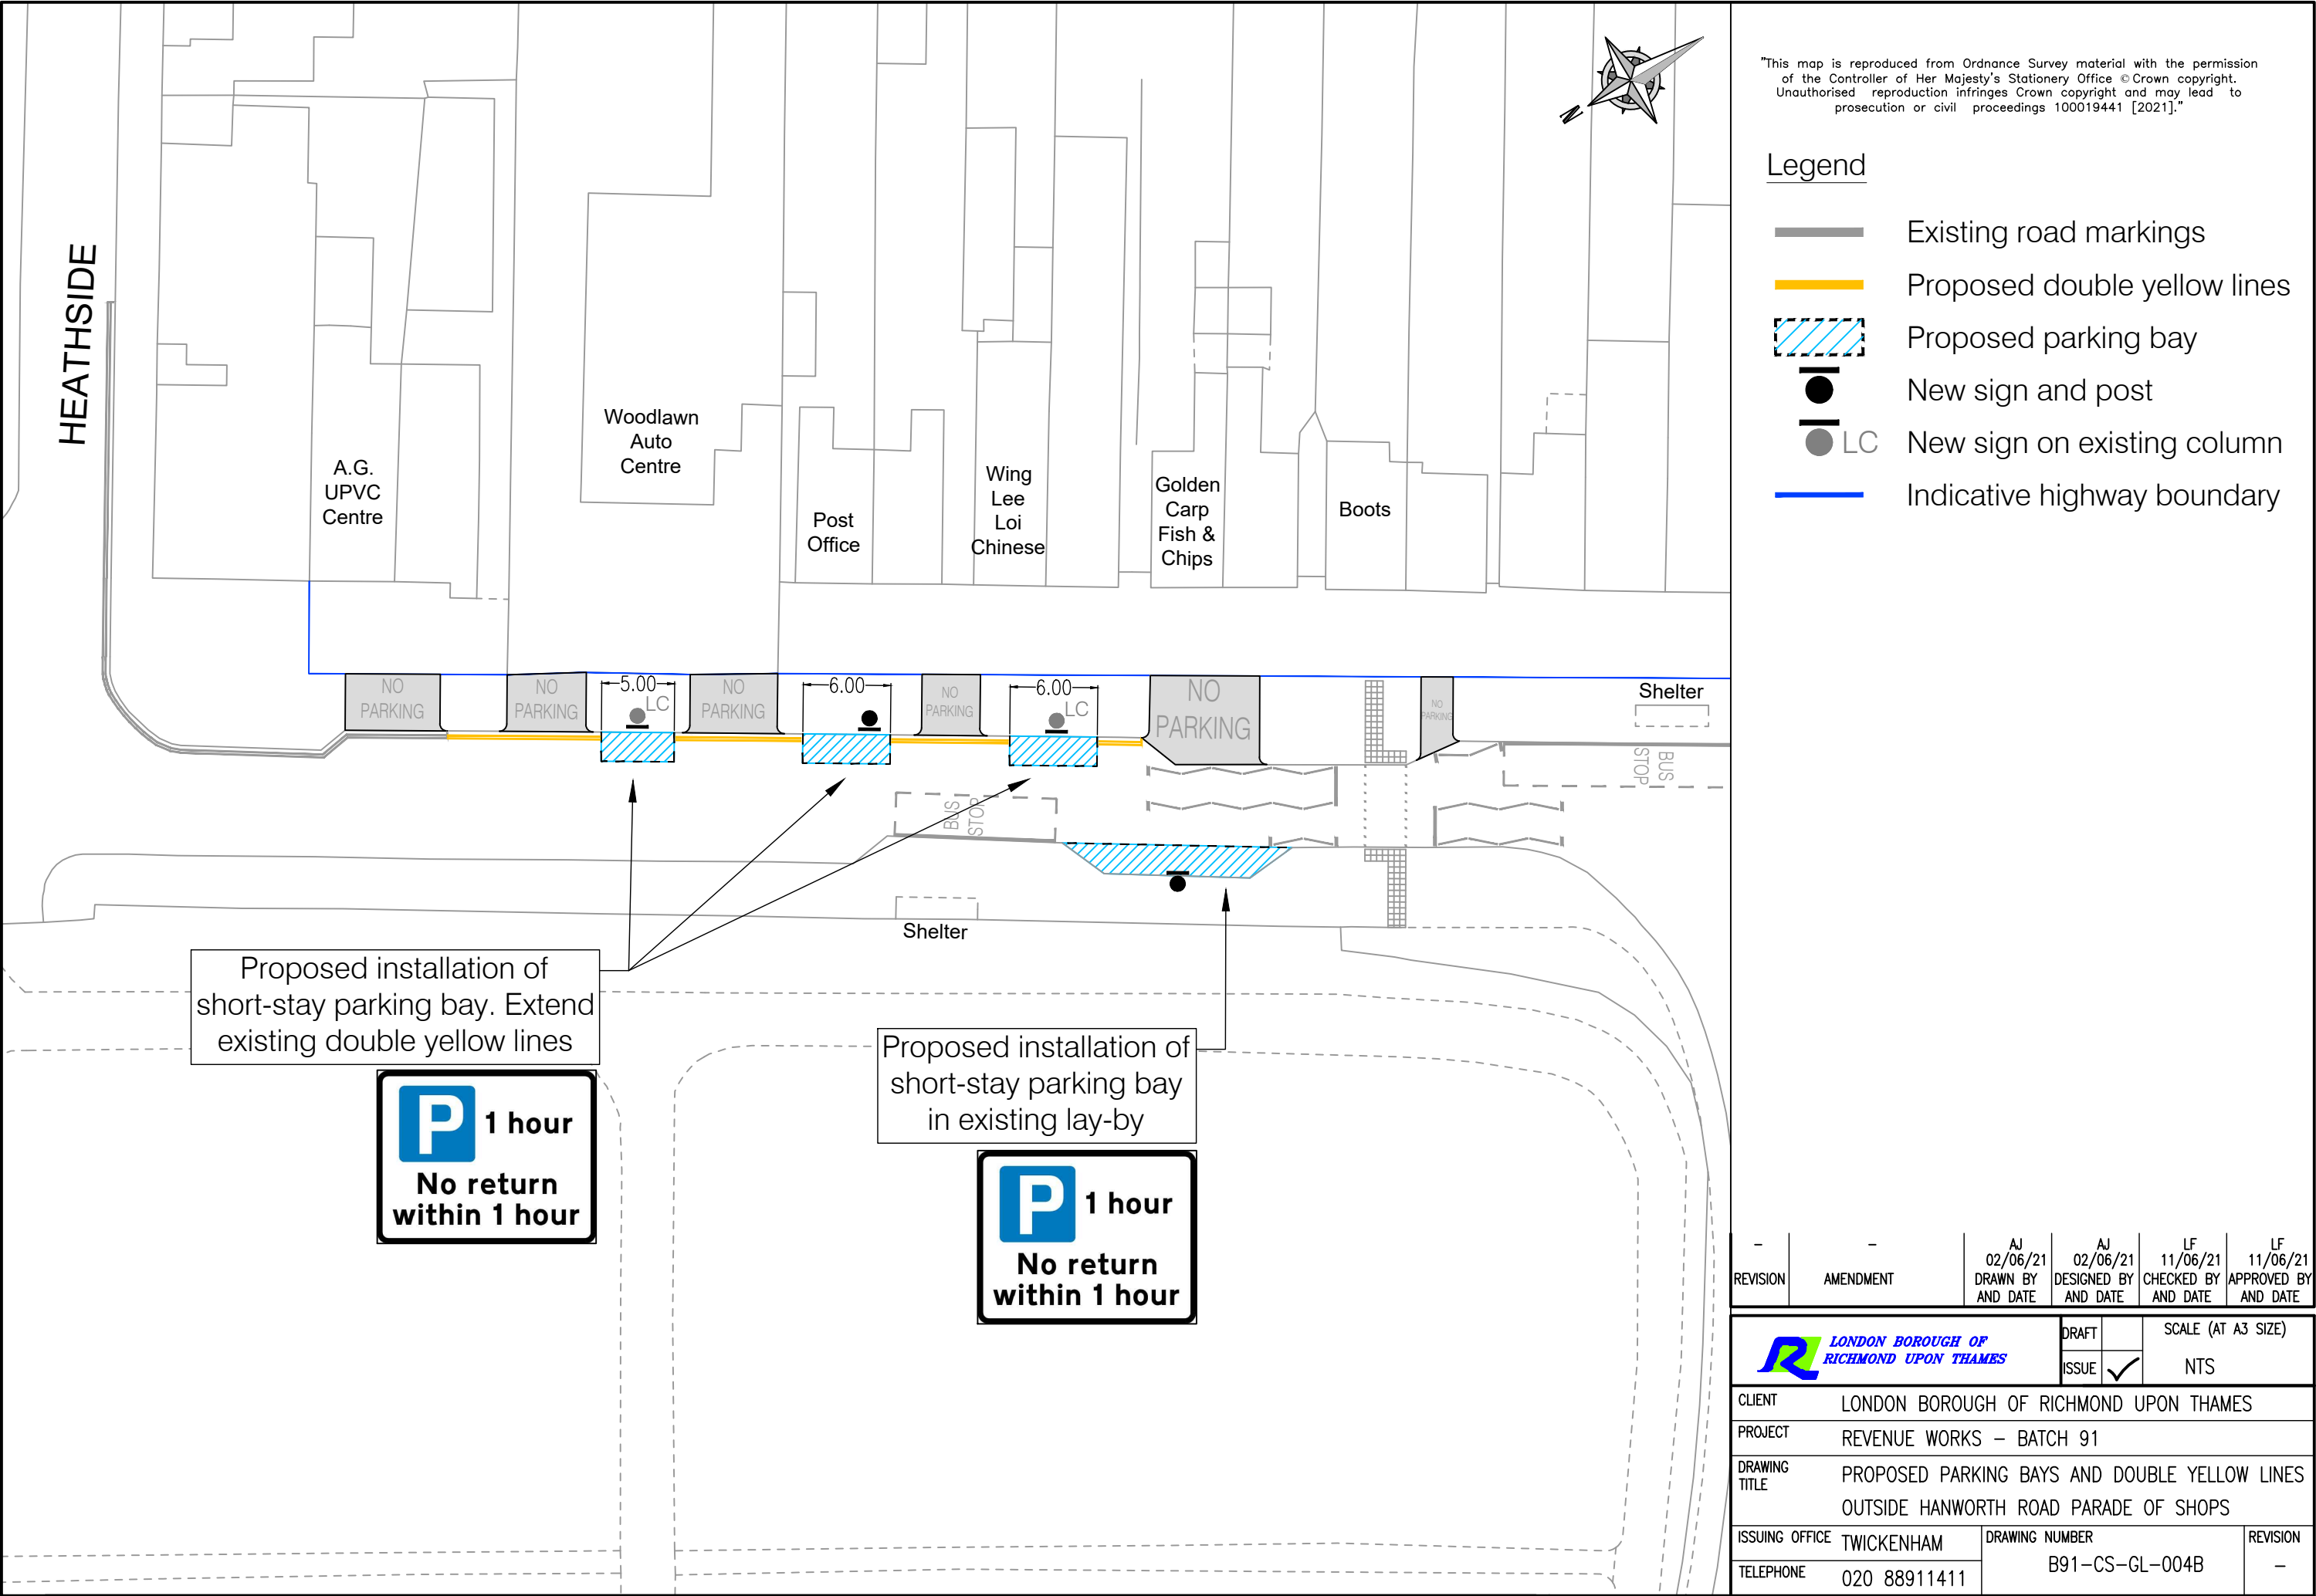 "This map is reproduced from Ordnance Survey material with the permission
of the Controller of Her Majesty's Stationery Office © Crown copyright.
Unauthorised reproduction infringes Crown copyright and may lead to
prosecution or civil proceedings 100019441 [2021]."
N
Legend
Existing road markings
Proposed double yellow lines
Proposed parking bay
New sign and post
LC New sign on existing column
Indicative highway boundary
HEATHSIDE
A.G.
UPVC
Centre
Woodlawn
Auto
Centre
Post
Office
Wing
Lee
Loi
Chinese
Golden
Carp
Fish &
Chips
Boots
NO
PARKING
NO
PARKING
5.00
LC
NO
PARKING
6.00
NO
PARKING
6.00
LC
NO
PARKING
NO
PARKING
Shelter
BUS
STOP
BUS
STOP
Shelter
Proposed installation of
short-stay parking bay. Extend
existing double yellow lines
P 1 hour
No return
within 1 hour
Proposed installation of
short-stay parking bay
in existing lay-by
P 1 hour
No return
within 1 hour
–
REVISION
–
AMENDMENT
AJ
02/06/21
DRAWN BY
AND DATE
AJ
02/06/21
DESIGNED BY
AND DATE
LF
11/06/21
CHECKED BY
AND DATE
LF
11/06/21
APPROVED BY
AND DATE
LONDON BOROUGH OF
RICHMOND UPON THAMES
DRAFT
ISSUE ✓
SCALE (AT A3 SIZE)
NTS
CLIENT LONDON BOROUGH OF RICHMOND UPON THAMES
PROJECT REVENUE WORKS – BATCH 91
DRAWING
TITLE
PROPOSED PARKING BAYS AND DOUBLE YELLOW LINES
OUTSIDE HANWORTH ROAD PARADE OF SHOPS
ISSUING OFFICE TWICKENHAM
TELEPHONE 020 88911411
DRAWING NUMBER
B91-CS-GL-004B
REVISION
–